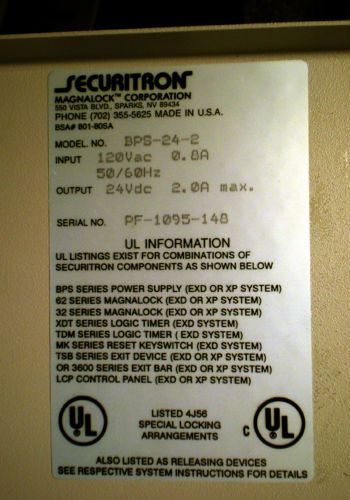 SECURITRON
MAGNALOCK™ CORPORATION
550 VISTA BLVD., SPARKS, NV 89434
PHONE (702) 355-5625 MADE IN U.S.A.
BSA# 801-80SA
MODEL NO. BPS-24-2
INPUT 120Vac 0.8A
50/60Hz
OUTPUT 24Vdc 2.0A max.
SERIAL NO. PF-1095-148
UL INFORMATION
UL LISTINGS EXIST FOR COMBINATIONS OF
SECURITRON COMPONENTS AS SHOWN BELOW
BPS SERIES POWER SUPPLY (EXD OR XP SYSTEM)
62 SERIES MAGNALOCK (EXD OR XP SYSTEM)
32 SERIES MAGNALOCK (EXD OR XP SYSTEM)
XDT SERIES LOGIC TIMER (EXD OR XP SYSTEM)
TDM SERIES LOGIC TIMER ( EXD OR XP SYSTEM)
MK SERIES RESET KEYSWITCH (EXD OR XP SYSTEM)
TSB SERIES EXIT DEVICE (EXD OR XP SYSTEM)
OR 3600 SERIES EXIT BAR (EXD OR XP SYSTEM)
LCP CONTROL PANEL (EXD OR XP SYSTEM)
UL LISTED 4J56 C UL
SPECIAL LOCKING
ARRANGEMENTS
ALSO LISTED AS RELEASING DEVICES
SEE RESPECTIVE SYSTEM INSTRUCTIONS FOR DETAILS